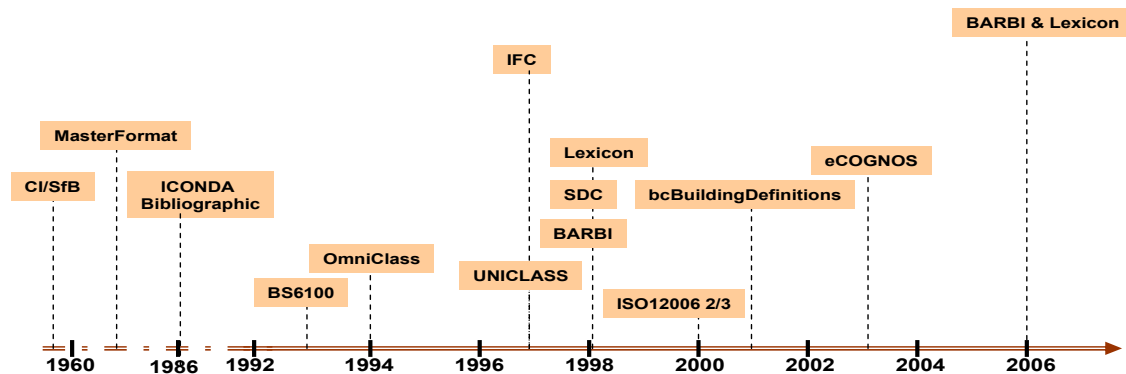 BARBI & Lexicon
IFC
MasterFormat
Lexicon
eCOGNOS
CI/SfB
ICONDA
Bibliographic
SDC
bcBuildingDefinitions
BARBI
OmniClass
UNICLASS
BS6100
ISO12006 2/3
1960
1986
1992
1994
1996
1998
2000
2002
2004
2006